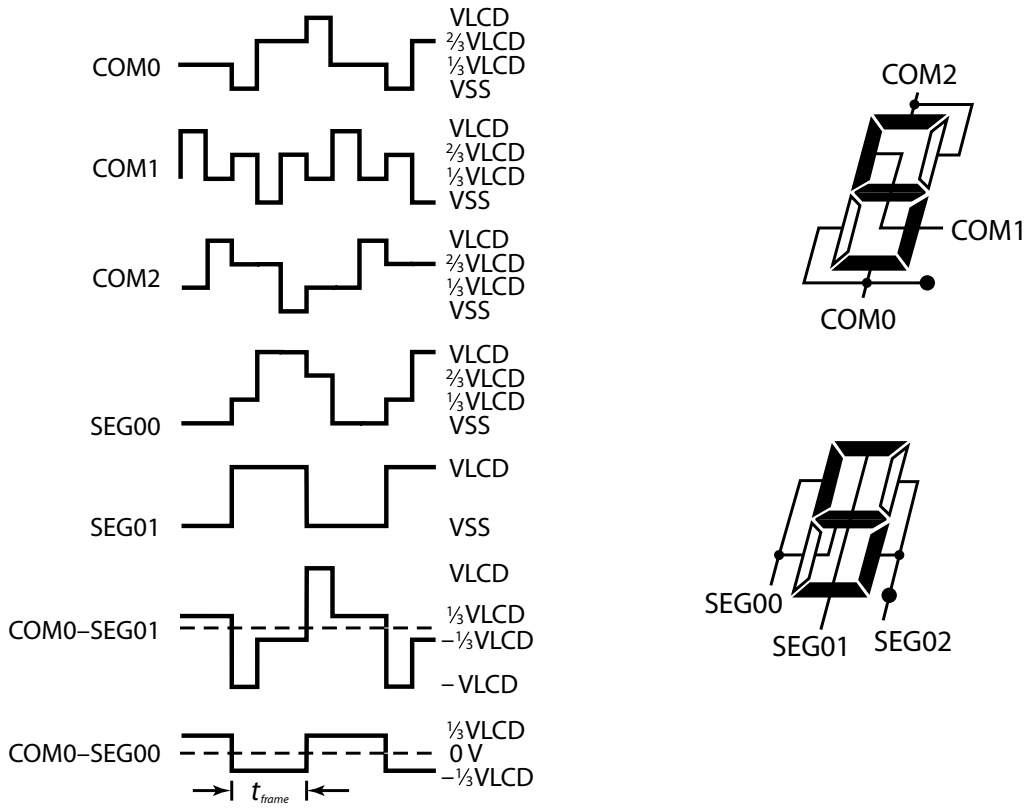 COM0
VLCD
⅔VLCD
⅓VLCD
VSS
COM1
VLCD
⅔VLCD
⅓VLCD
VSS
COM2
VLCD
⅔VLCD
⅓VLCD
VSS
SEG00
VLCD
⅔VLCD
⅓VLCD
VSS
SEG01
VLCD
VSS
COM0–SEG01
VLCD
⅓VLCD
–⅓VLCD
–VLCD
COM0–SEG00
⅓VLCD
0 V
–⅓VLCD
tframe
COM2
COM1
COM0
SEG00
SEG01
SEG02